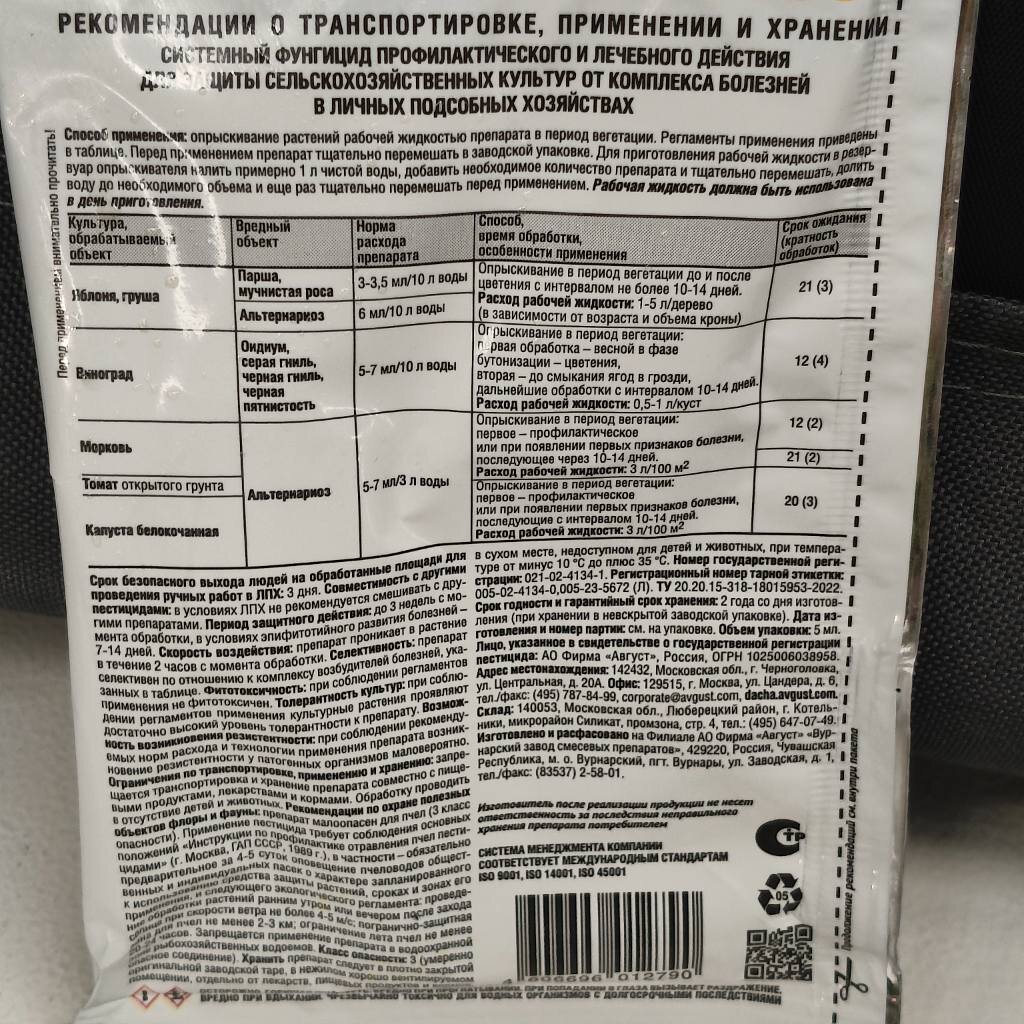 РЕКОМЕНДАЦИИ О ТРАНСПОРТИРОВКЕ, ПРИМЕНЕНИИ И ХРАНЕНИИ
СИСТЕМНЫЙ ФУНГИЦИД ПРОФИЛАКТИЧЕСКОГО И ЛЕЧЕБНОГО ДЕЙСТВИЯ
ДЛЯ ЗАЩИТЫ СЕЛЬСКОХОЗЯЙСТВЕННЫХ КУЛЬТУР ОТ КОМПЛЕКСА БОЛЕЗНЕЙ
В ЛИЧНЫХ ПОДСОБНЫХ ХОЗЯЙСТВАХ
Перед применением внимательно прочитать!
Способ применения: опрыскивание растений рабочей жидкостью препарата в период вегетации. Регламенты применения приведены
в таблице. Перед применением препарат тщательно перемешать в заводской упаковке. Для приготовления рабочей жидкости в резер-
вуар опрыскивателя налить примерно 1 л чистой воды, добавить необходимое количество препарата и тщательно перемешать, долить
воду до необходимого объема и еще раз тщательно перемешать перед применением. Рабочая жидкость должна быть использована
в день приготовления.
Культура,
обрабатываемый
объект
Вредный
объект
Норма
расхода
препарата
Способ,
время обработки,
особенности применения
Срок ожидания
(кратность
обработок)
Яблоня, груша
Парша,
мучнистая роса
3-3,5 мл/10 л воды
Альтернариоз
6 мл/10 л воды
Опрыскивание в период вегетации до и после
цветения с интервалом не более 10-14 дней.
Расход рабочей жидкости: 1-5 л/дерево
(в зависимости от возраста и объема кроны)
21 (3)
Виноград
Оидиум,
серая гниль,
черная гниль,
черная
пятнистость
5-7 мл/10 л воды
Опрыскивание в период вегетации:
первая обработка – весной в фазе
бутонизации – цветения,
вторая – до смыкания ягод в грозди,
дальнейшие обработки с интервалом 10-14 дней.
Расход рабочей жидкости: 0,5-1 л/куст
12 (4)
Морковь
Томат открытого грунта
Капуста белокочанная
Альтернариоз
5-7 мл/3 л воды
Опрыскивание в период вегетации:
первое – профилактическое
или при появлении первых признаков болезни,
последующее через 10-14 дней.
Расход рабочей жидкости: 3 л/100 м2
12 (2)
21 (2)
Опрыскивание в период вегетации:
первое – профилактическое
или при появлении первых признаков болезни,
последующие с интервалом 10-14 дней.
Расход рабочей жидкости: 3 л/100 м2
20 (3)
Срок безопасного выхода людей на обработанные площади для
проведения ручных работ в ЛПХ: 3 дня. Совместимость с другими
пестицидами: в условиях ЛПХ не рекомендуется смешивать с дру-
гими препаратами. Период защитного действия: до 3 недель с мо-
мента обработки, в условиях эпифитотийного развития болезней –
7-14 дней. Скорость воздействия: препарат проникает в растение
в течение 2 часов с момента обработки. Селективность: препарат
селективен по отношению к комплексу возбудителей болезней, ука-
занных в таблице. Фитотоксичность: при соблюдении регламентов
применения не фитотоксичен. Толерантность культур: при соблю-
дении регламентов применения культурные растения проявляют
достаточно высокий уровень толерантности к препарату. Возмож-
ность возникновения резистентности: при соблюдении рекоменду-
емых норм расхода и технологии применения препарата возник-
новение резистентности у патогенных организмов маловероятно.
Ограничения по транспортировке, применению и хранению: запре-
щается транспортировка и хранение препарата совместно с пище-
выми продуктами, лекарствами и кормами. Обработку проводить
в отсутствие детей и животных. Рекомендации по охране полезных
объектов флоры и фауны: препарат малоопасен для пчел (3 класс
опасности). Применение пестицида требует соблюдения основных
положений «Инструкции по профилактике отравления пчел пести-
цидами» (г. Москва, ГАП СССР, 1989 г.), в частности – обязательно
предварительное за 4-5 суток оповещение пчеловодов общест-
венных и индивидуальных пасек о характере запланированного
к использованию средства защиты растений, сроках и зонах его
применения, и следующего экологического регламента: проведе-
ние обработки растений ранним утром или вечером после захода
солнца при скорости ветра не более 4-5 м/с; погранично-защитная
зона для пчел не менее 2-3 км; ограничение лета пчел не менее
часов. Запрещается применение препарата в водоохранной
рыбохозяйственных водоемов. Класс опасности: 3 (умеренно
опасное соединение). Хранить препарат следует в плотно закрытой
оригинальной заводской таре, в нежилом хорошо вентилируемом
помещении, отдельно от лекарств, пищевых продуктов и кормов,
в сухом месте, недоступном для детей и животных, при темпера-
туре от минус 10 °С до плюс 35 °С. Номер государственной реги-
страции: 021-02-4134-1. Регистрационный номер тарной этикетки:
005-02-4134-0,005-23-5672 (Л). ТУ 20.20.15-318-18015953-2022.
Срок годности и гарантийный срок хранения: 2 года со дня изготов-
ления (при хранении в невскрытой заводской упаковке). Дата из-
готовления и номер партии: см. на упаковке. Объем упаковки: 5 мл.
Лицо, указанное в свидетельстве о государственной регистрации
пестицида: АО Фирма «Август», Россия, ОГРН 1025006038958.
Адрес местонахождения: 142432, Московская обл., г. Черноголовка,
ул. Центральная, д. 20А. Офис: 129515, г. Москва, ул. Цандера, д. 6,
тел./факс: (495) 787-84-99, corporate@avgust.com, dacha.avgust.com.
Склад: 140053, Московская обл., Люберецкий район, г. Котель-
ники, микрорайон Силикат, промзона, стр. 4, тел.: (495) 647-07-49.
Изготовлено и расфасовано на Филиале АО Фирма «Август» «Вур-
нарский завод смесевых препаратов», 429220, Россия, Чувашская
Республика, м. о. Вурнарский, пгт. Вурнары, ул. Заводская, д. 1,
тел./факс: (83537) 2-58-01.
Изготовитель после реализации продукции не несет
ответственность за последствия неправильного
хранения препарата потребителем
СИСТЕМА МЕНЕДЖМЕНТА КОМПАНИИ
СООТВЕТСТВУЕТ МЕЖДУНАРОДНЫМ СТАНДАРТАМ
ISO 9001, ISO 14001, ISO 45001
05
012790
Продолжение рекомендаций см. внутри пакета
ПРИ ПОПАДАНИИ В ГЛАЗА ВЫЗЫВАЕТ РАЗДРАЖЕНИЕ.
ВРЕДНО ПРИ ВДЫХАНИИ. ЧРЕЗВЫЧАЙНО ТОКСИЧНО ДЛЯ ВОДНЫХ ОРГАНИЗМОВ С ДОЛГОСРОЧНЫМИ ПОСЛЕДСТВИЯМИ